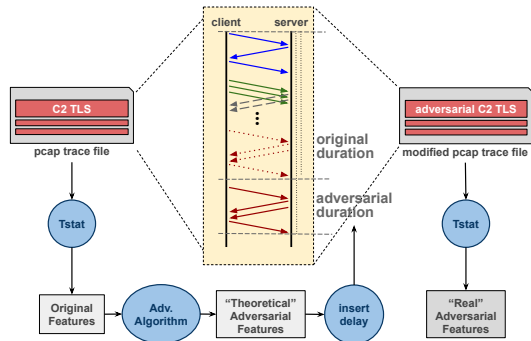 client
server
C2 TLS
pcap trace file
adversarial C2 TLS
modified pcap trace file
original
duration
adversarial
duration
Tstat
Tstat
Original
Features
Adv.
Algorithm
“Theoretical”
Adversarial
Features
insert
delay
“Real”
Adversarial
Features